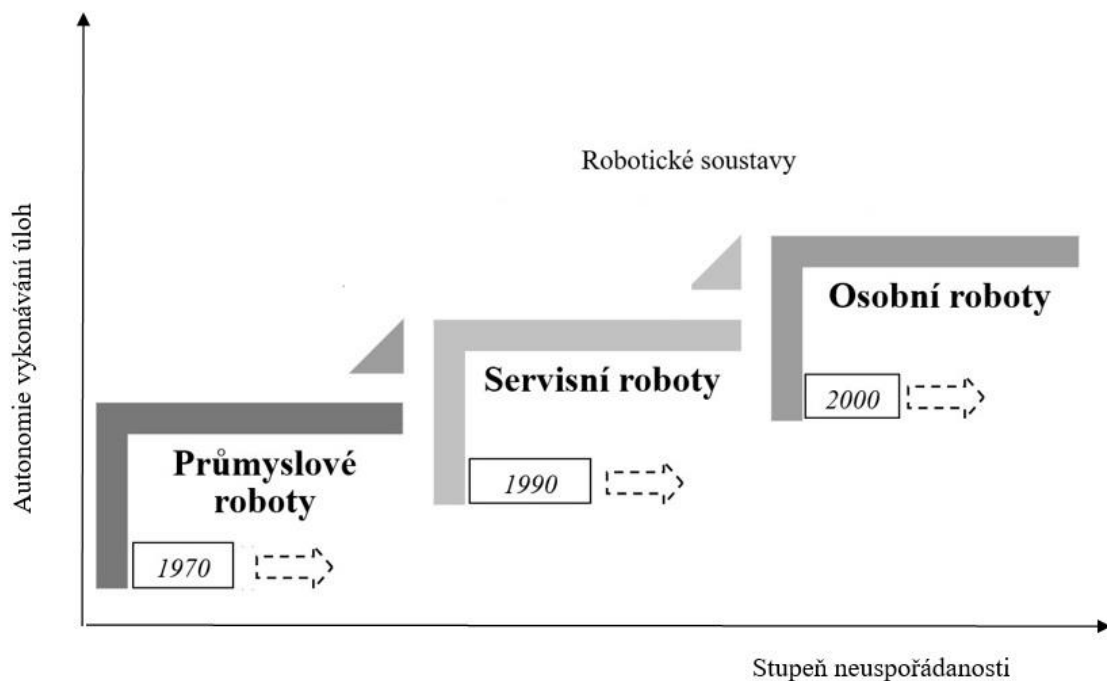 Autonomie vykonávání úloh
Robotické soustavy
Osobní roboty
2000
Servisní roboty
1990
Průmyslové
roboty
1970
Stupeň neuspořádanosti